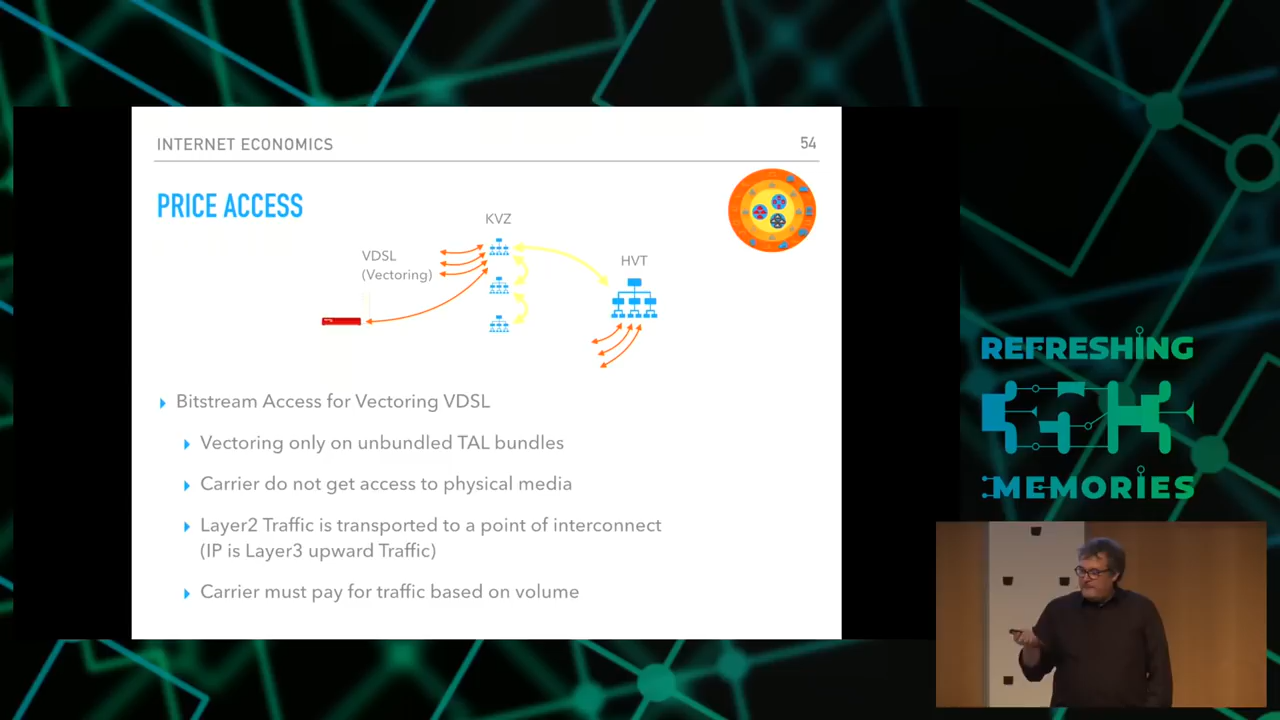 INTERNET ECONOMICS
54
PRICE ACCESS
KVZ
VDSL
(Vectoring)
HVT
Bitstream Access for Vectoring VDSL
Vectoring only on unbundled TAL bundles
Carrier do not get access to physical media
Layer2 Traffic is transported to a point of interconnect
(IP is Layer3 upward Traffic)
Carrier must pay for traffic based on volume
REFRESHING
MEMORIES